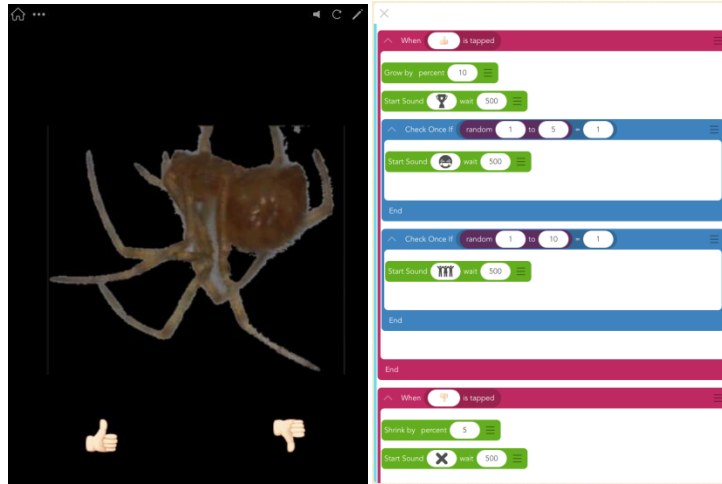 When is tapped
Grow by percent 10
Start Sound wait 500
Check Once If random 1 to 5 = 1
Start Sound wait 500
End
Check Once If random 1 to 10 = 1
Start Sound wait 500
End
End
When is tapped
Shrink by percent 5
Start Sound wait 500